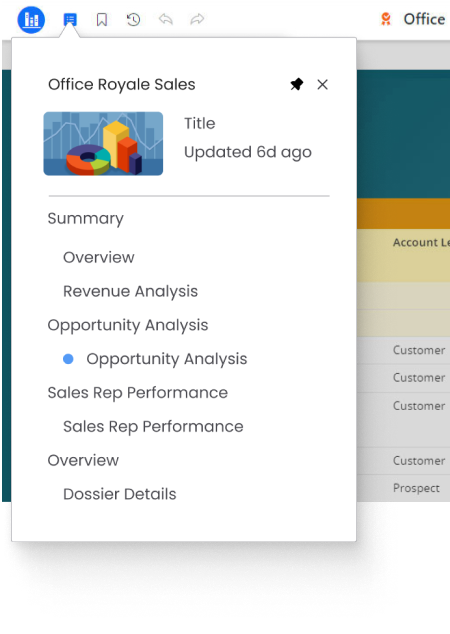 Office
Office Royale Sales
Title
Updated 6d ago
Summary
Overview
Revenue Analysis
Opportunity Analysis
Opportunity Analysis
Sales Rep Performance
Sales Rep Performance
Overview
Dossier Details
Account Le
Customer
Customer
Customer
Customer
Prospect